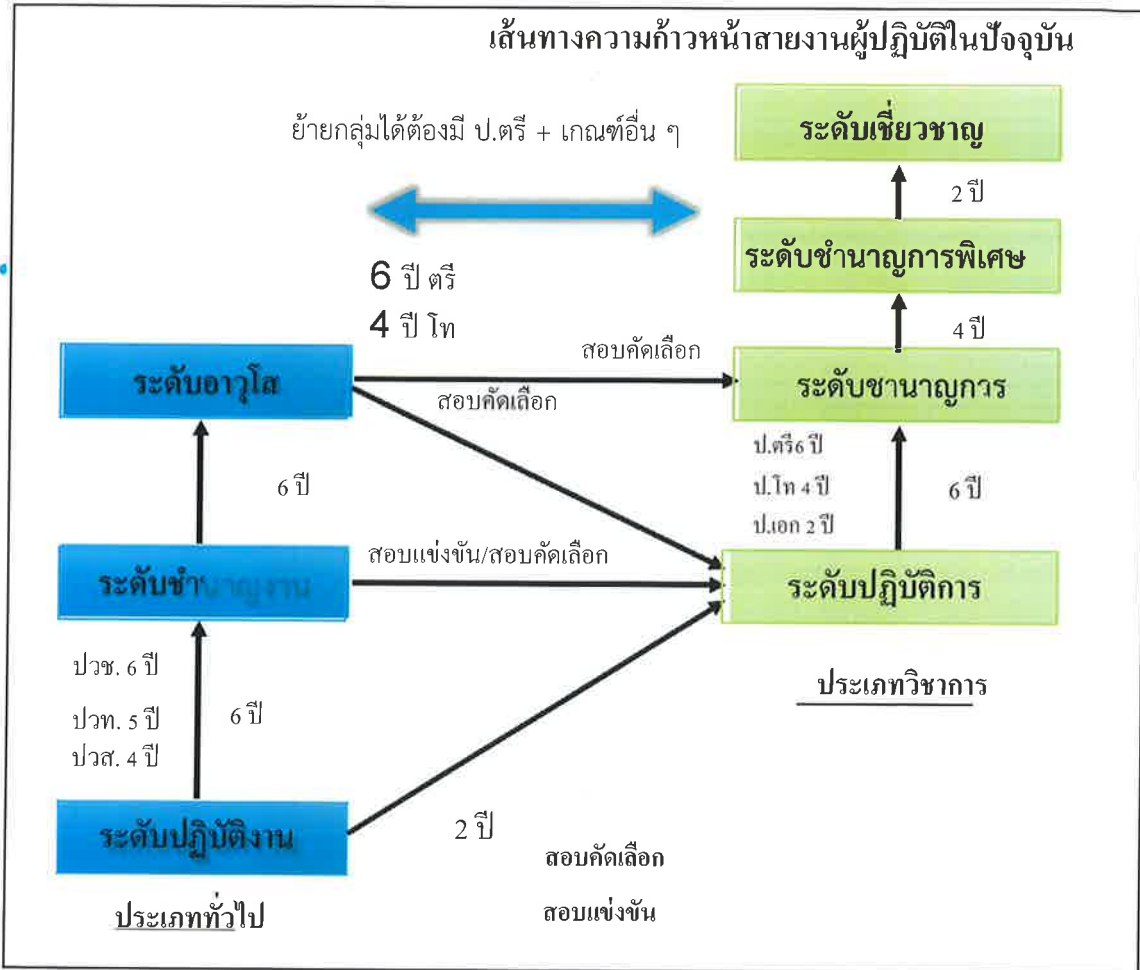 เส้นทางความก้าวหน้าสายงานผู้ปฏิบัติในปัจจุบัน
ย้ายกลุ่มได้ต้องมี ป.ตรี + เกณฑ์อื่น ๆ
ระดับเชี่ยวชาญ
2 ปี
ระดับชำนาญการพิเศษ
6 ปี ตรี
4 ปี โท
4 ปี
สอบคัดเลือก
ระดับอาวุโส
ระดับชานาญการ
สอบคัดเลือก
ป.ตรี6 ปี
6 ปี
ป.โท 4 ปี
6 ปี
ป.เอก 2 ปี
สอบแข่งขัน/สอบคัดเลือก
ระดับชำนาญงาน
ระดับปฏิบัติการ
ปวช. 6 ปี
ประเภทวิชาการ
ปวท. 5 ปี
6 ปี
ปวส. 4 ปี
ระดับปฏิบัติงาน
2 ปี
สอบคัดเลือก
ประเภททั่วไป
สอบแข่งขัน